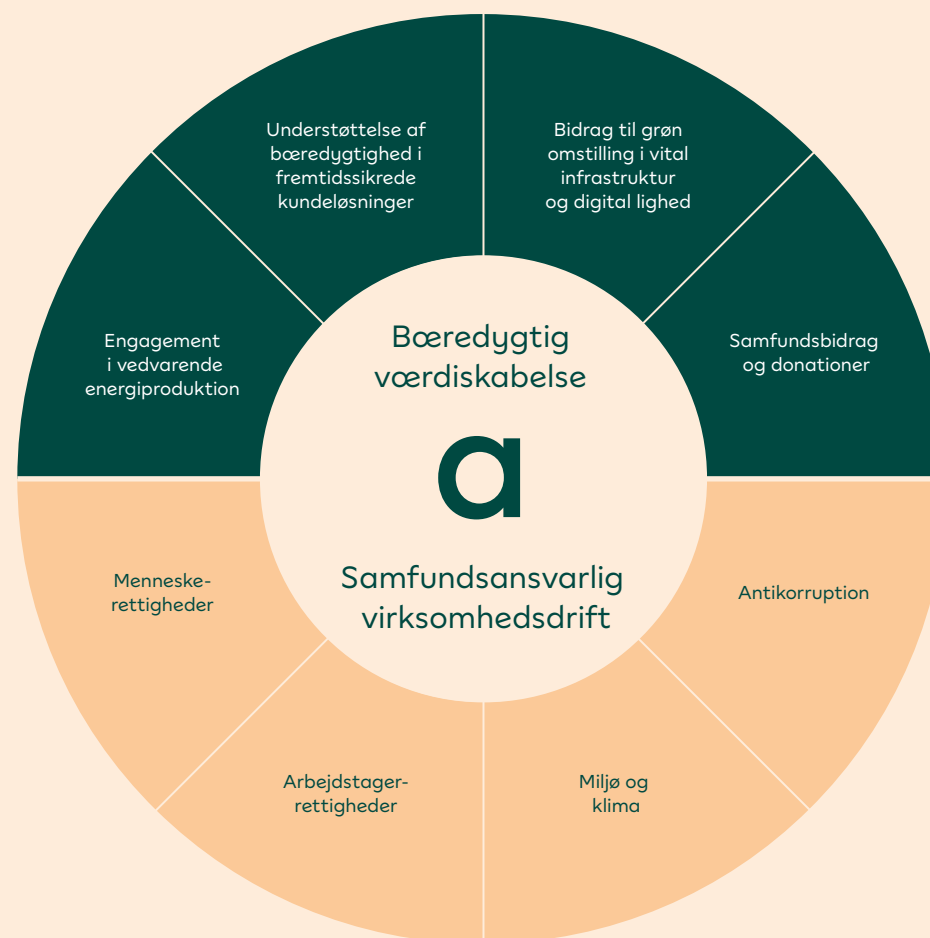 Understøttelse af
bæredygtighed i
fremtidssikrede
kundeløsninger
Bidrag til grøn
omstilling i vital
infrastruktur
og digital lighed
Engagement
i vedvarende
energiproduktion
Samfundsbidrag
og donationer
Bæredygtig
værdiskabelse
a
Samfundsansvarlig
virksomhedsdrift
Menneske-
rettigheder
Antikorruption
Arbejdstager-
rettigheder
Miljø og
klima